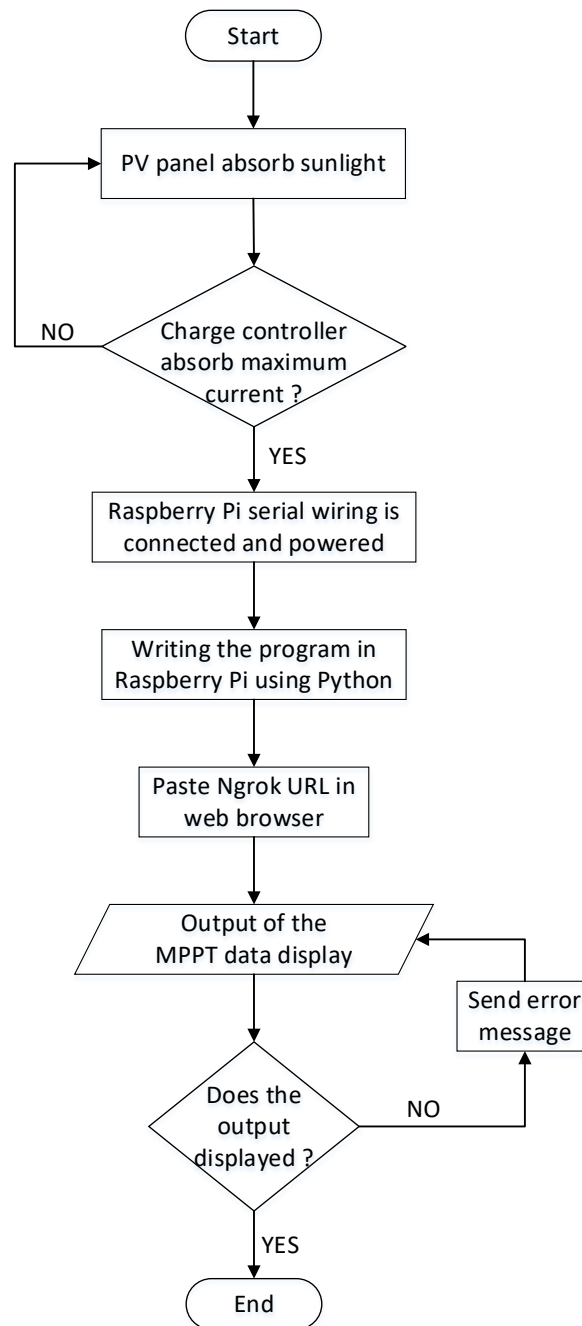 Start
PV panel absorb sunlight
NO
Charge controller
absorb maximum
current ?
YES
Raspberry Pi serial wiring is
connected and powered
Writing the program in
Raspberry Pi using Python
Paste Ngrok URL in
web browser
Output of the
MPPT data display
Send error
message
Does the
output
displayed ?
NO
YES
End